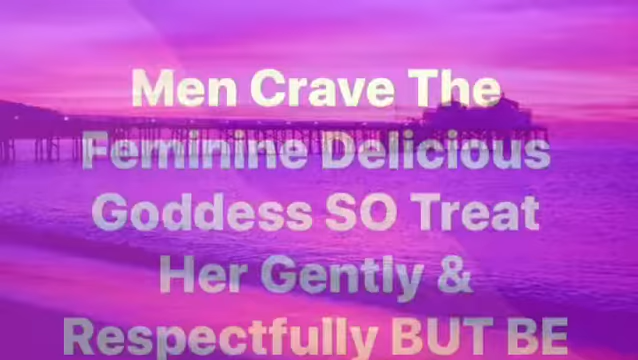 Men Crave The
Feminine Delicious
Goddess SO Treat
Her Gently &
Respectfully BUT BE